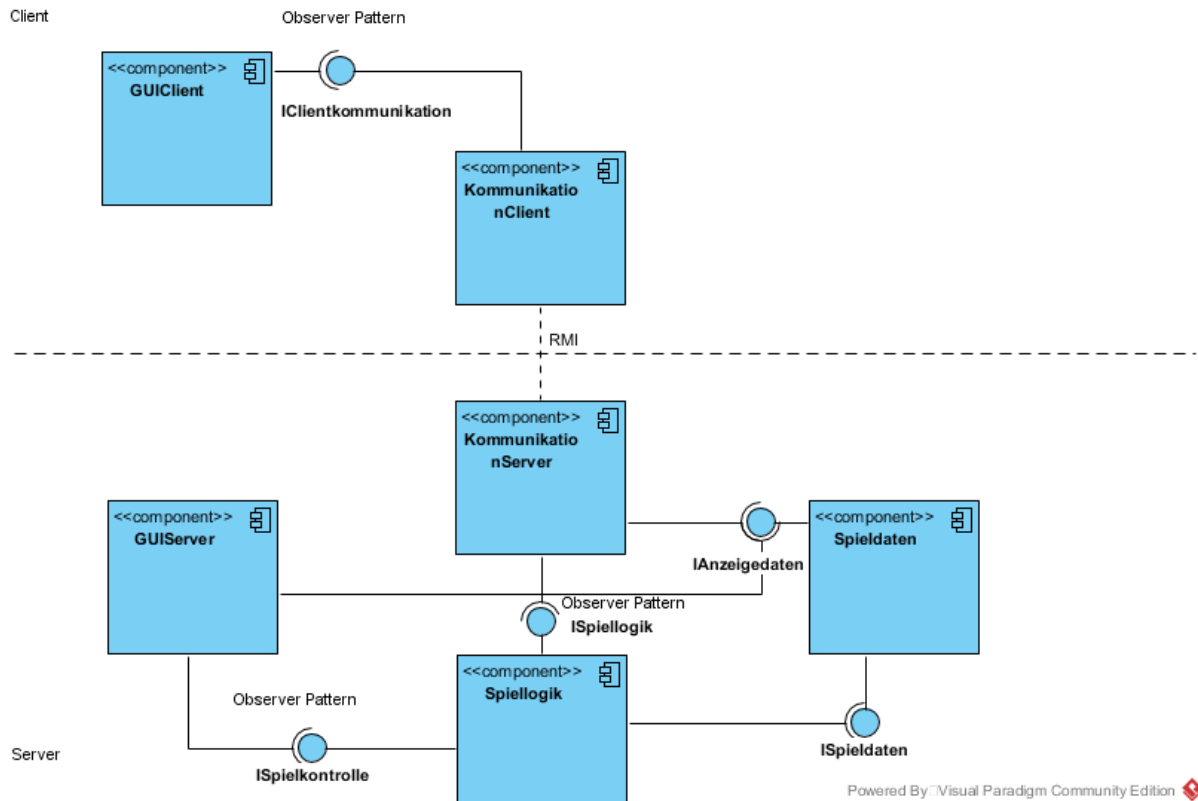 Client
Observer Pattern
<<component>>
GUIClient
IClientkommunikation
<<component>>
Kommunikatio
nClient
RMI
<<component>>
Kommunikatio
nServer
<<component>>
GUIServer
<<component>>
Spieldaten
IAnzeigedaten
Observer Pattern
ISpiellogik
<<component>>
Spiellogik
Observer Pattern
ISpielkontrolle
ISpieldaten
Server
Powered By Visual Paradigm Community Edition